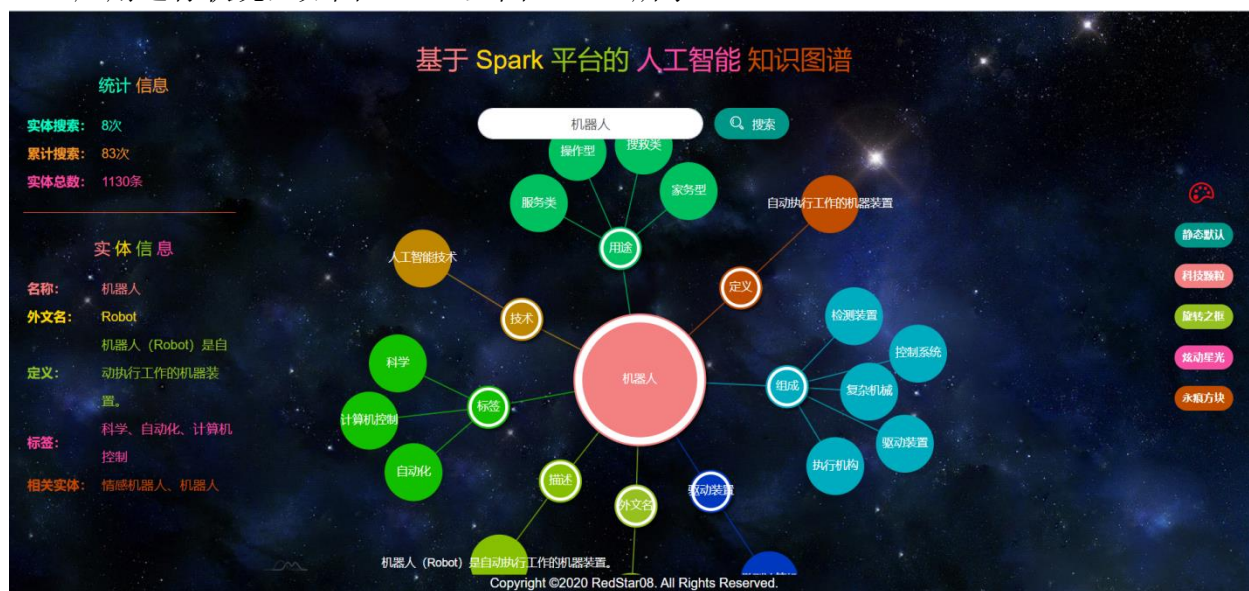 基于 Spark 平台的 人工智能 知识图谱
统计 信息
实体搜索： 8次
累计搜索： 83次
实体总数： 1130条
实体信息
名称： 机器人
外文名： Robot
定义： 机器人（Robot）是自
动执行工作的机器装
置。
标签： 科学、自动化、计算机
控制
相关实体： 情感机器人、机器人
机器人
搜索
操作型
搜救类
服务类
家务型
用途
自动执行工作的机器装置
定义
人工智能技术
技术
检测装置
控制系统
复杂机械
驱动装置
执行机构
组成
机器人
科学
计算机控制
自动化
标签
描述
外文名
驱动装置
机器人（Robot）是自动执行工作的机器装置。
静态默认
科技颗粒
旋转之框
炫动星光
永痕方块
Copyright ©2020 RedStar08. All Rights Reserved.